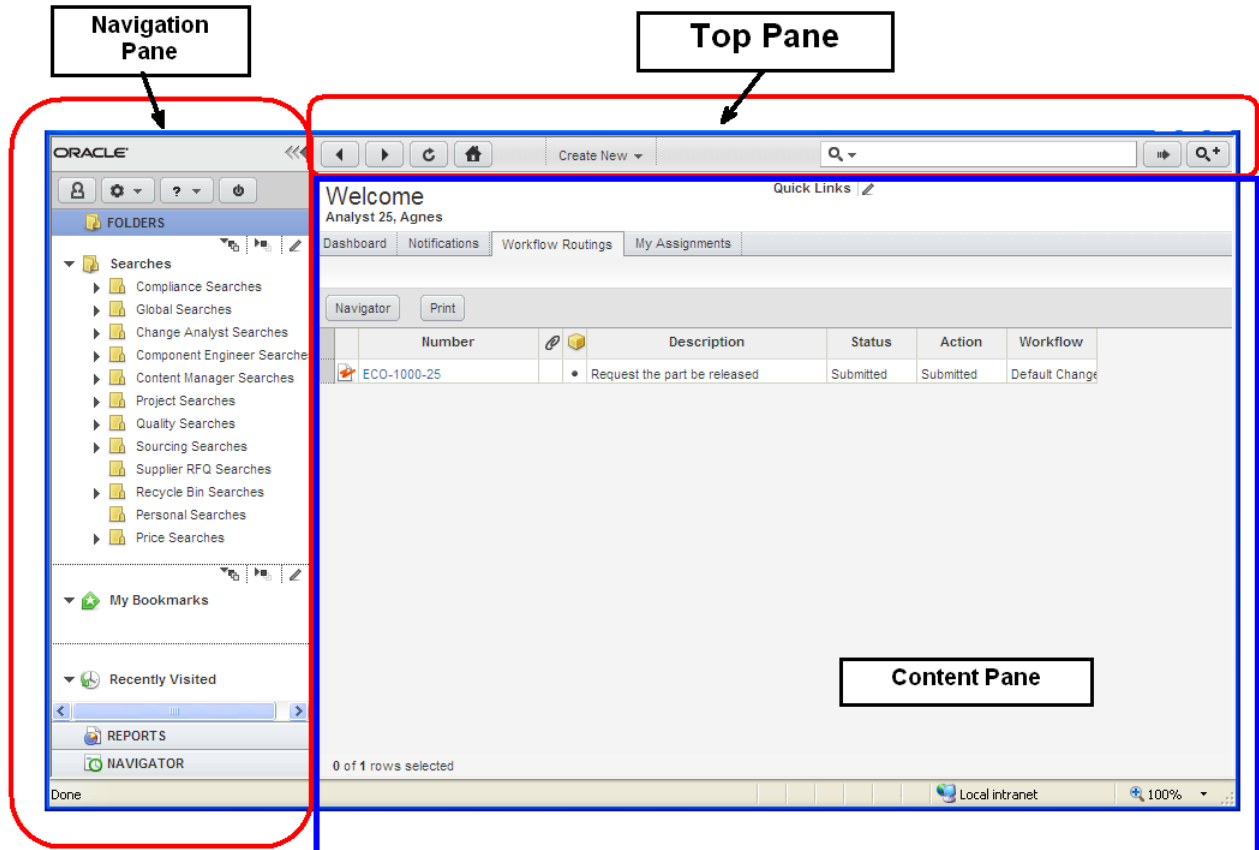 Navigation
Pane
Top Pane
ORACLE®
Create New
FOLDERS
Searches
Compliance Searches
Global Searches
Change Analyst Searches
Component Engineer Searche
Content Manager Searches
Project Searches
Quality Searches
Sourcing Searches
Supplier RFQ Searches
Recycle Bin Searches
Personal Searches
Price Searches
My Bookmarks
Recently Visited
REPORTS
NAVIGATOR
Welcome
Quick Links
Analyst 25, Agnes
Dashboard Notifications Workflow Routings My Assignments
Navigator Print
Number Description Status Action Workflow
ECO-1000-25 Request the part be released Submitted Submitted Default Change
Content Pane
0 of 1 rows selected
Done Local intranet 100%